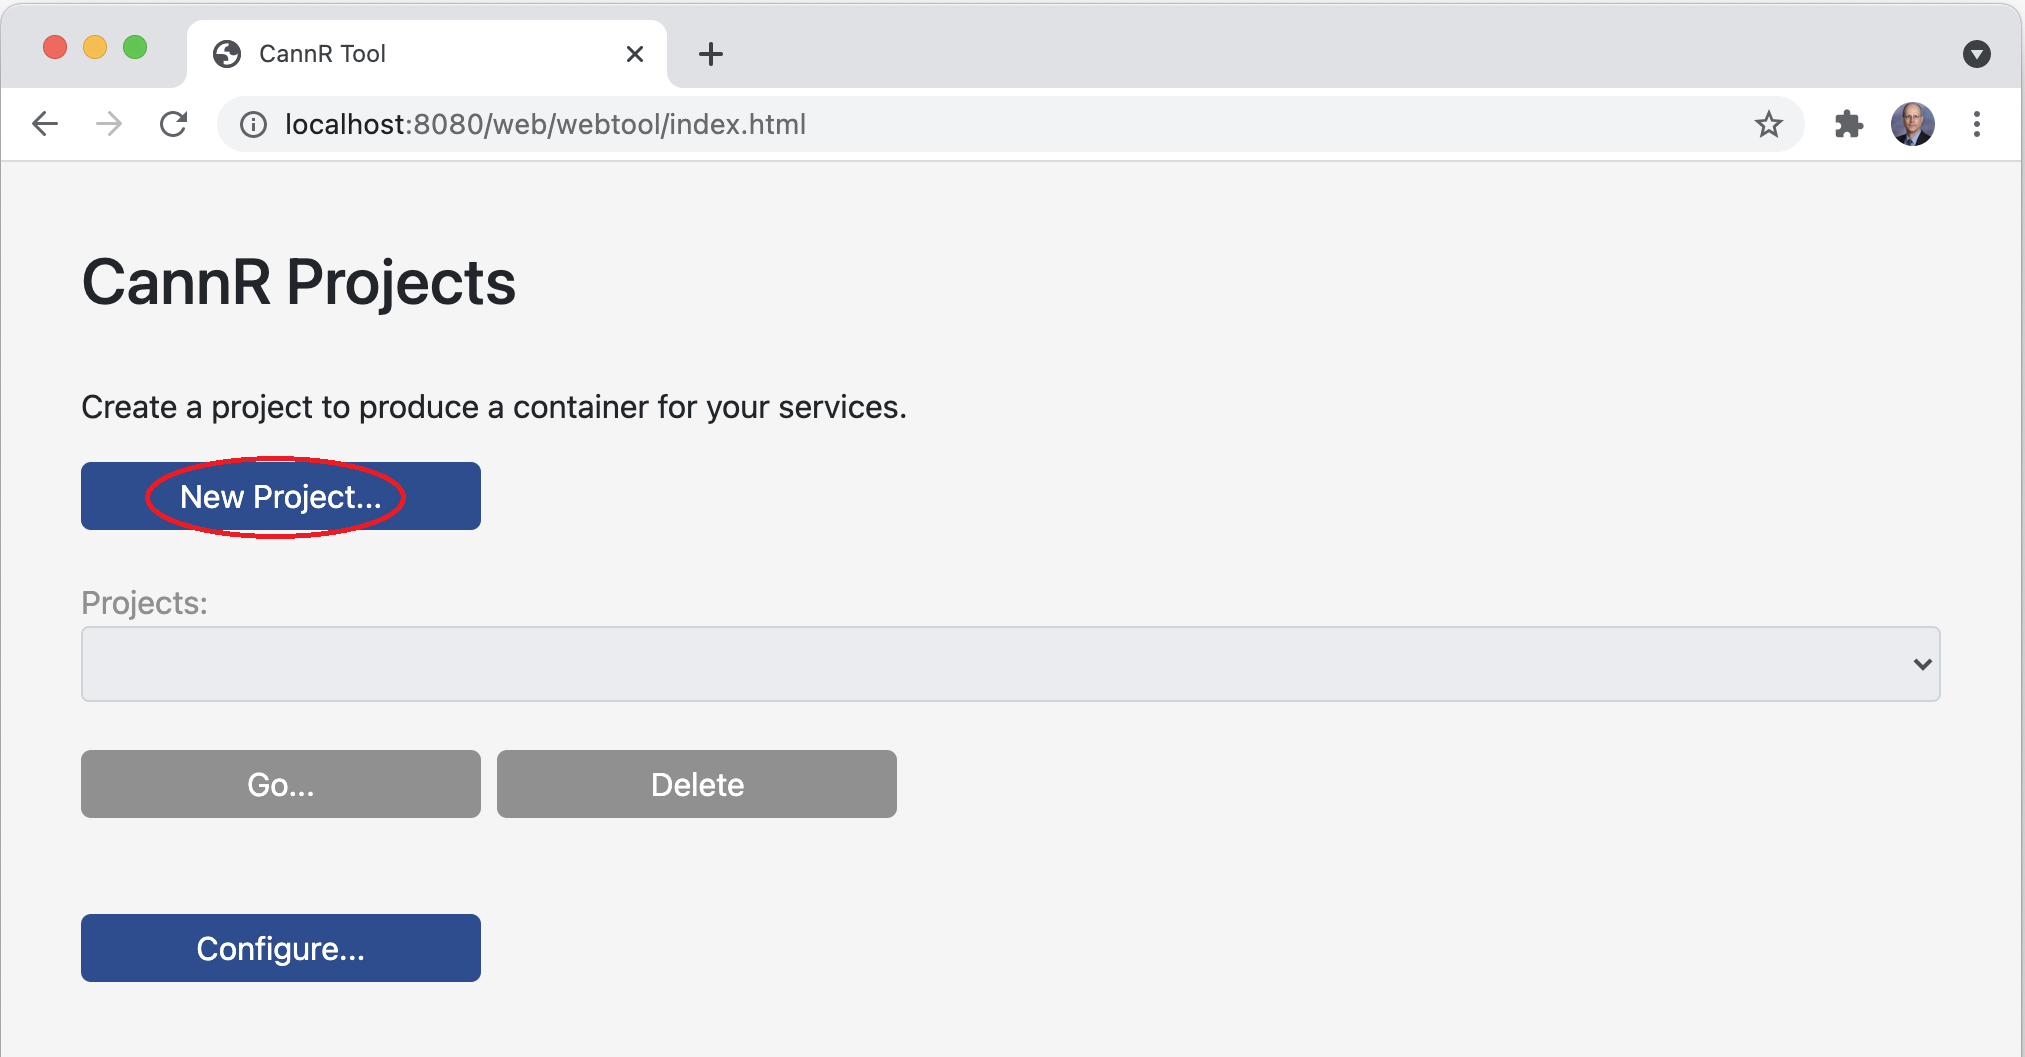 CannR Tool
localhost:8080/web/webtool/index.html
CannR Projects
Create a project to produce a container for your services.
New Project...
Projects:
Go...
Delete
Configure...